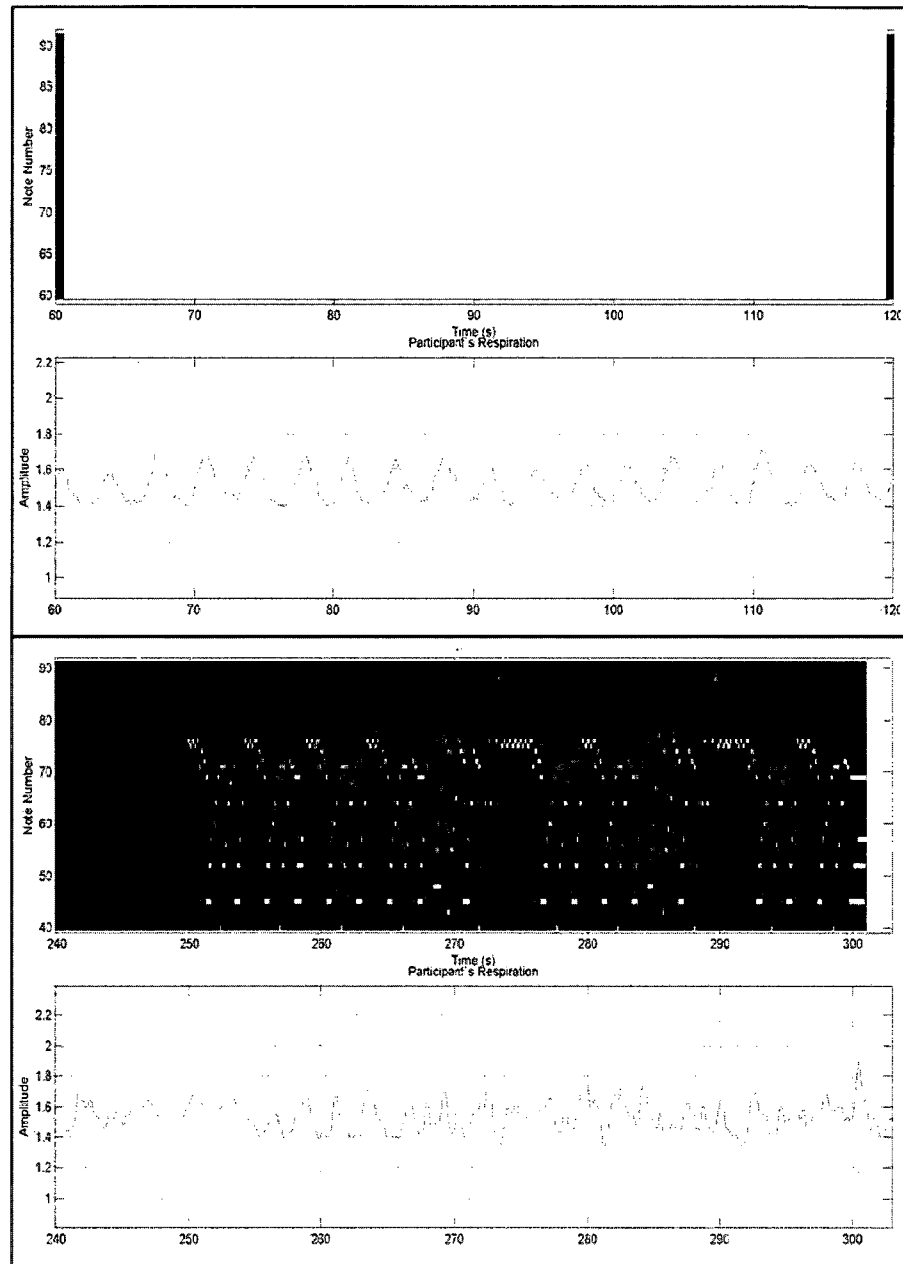 90
85
80
75
70
65
60
Note Number
60 70 80 90 100 110 120
Time (s)
Participant's Respiration
2.2
2
1.8
1.6
1.4
1.2
1
Amplitude
60 70 80 90 100 110 120
90
80
70
60
50
40
Note Number
240 250 260 270 280 290 300
Time (s)
Participant's Respiration
2.2
2
1.8
1.6
1.4
1.2
1
Amplitude
240 250 260 270 280 290 300